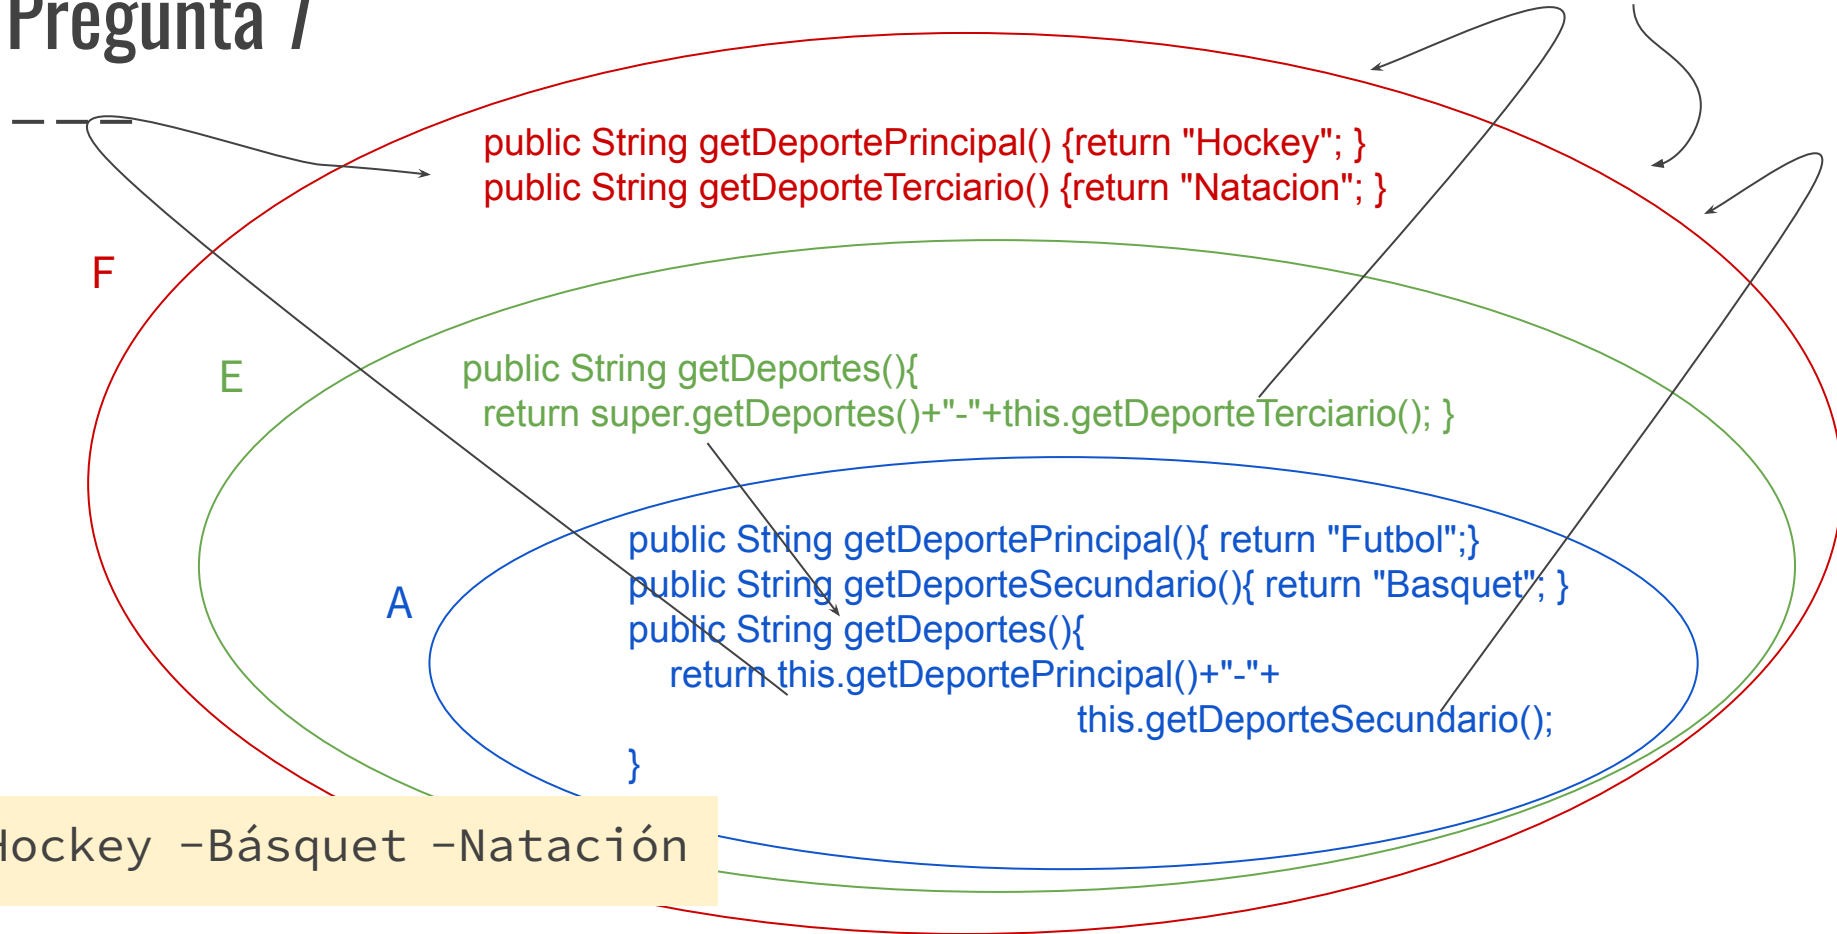 Pregunta 7
public String getDeportePrincipal() {return "Hockey"; }
public String getDeporteTerciario() {return "Natacion"; }
F
E
public String getDeportes(){
return super.getDeportes()+"-"+this.getDeporteTerciario(); }
A
public String getDeportePrincipal(){ return "Futbol";}
public String getDeporteSecundario(){ return "Basquet"; }
public String getDeportes(){
return this.getDeportePrincipal()+"-"+
this.getDeporteSecundario();
}
Hockey -Básquet -Natación